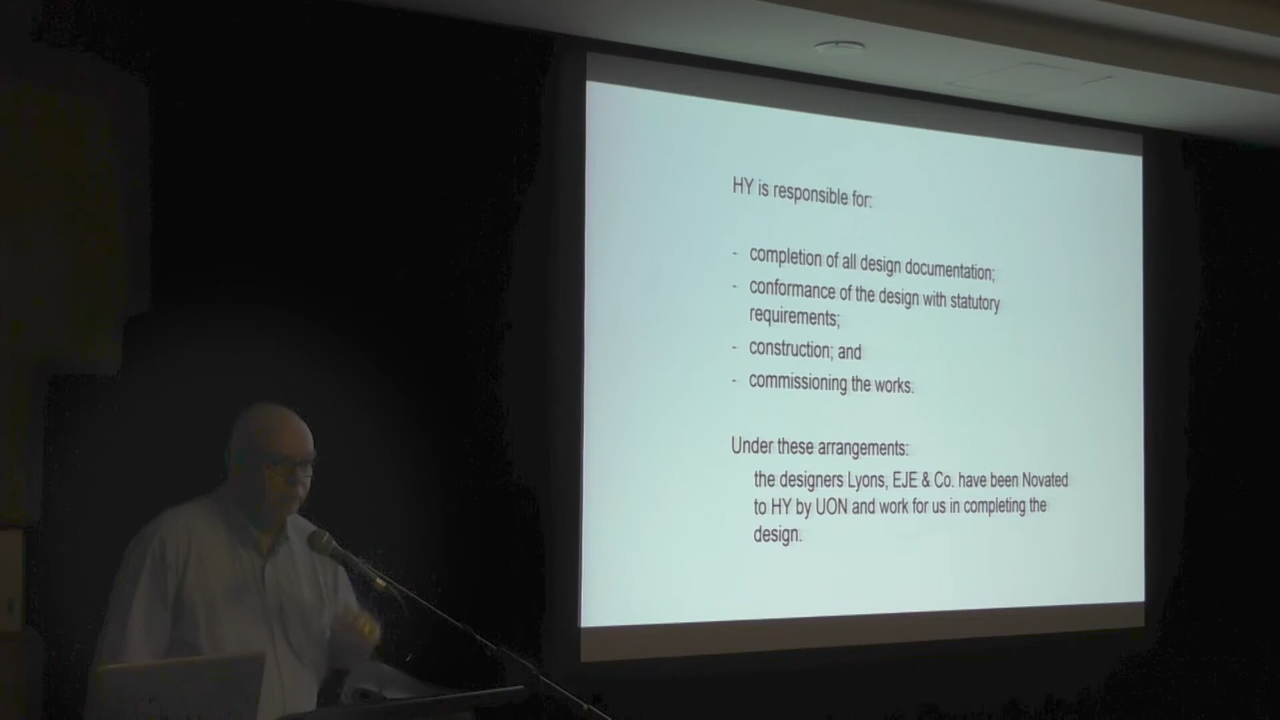 HY is responsible for:
- completion of all design documentation;
- conformance of the design with statutory
requirements;
- construction; and
- commissioning the works.
Under these arrangements:
the designers Lyons, EJE & Co. have been Novated
to HY by UON and work for us in completing the
design.